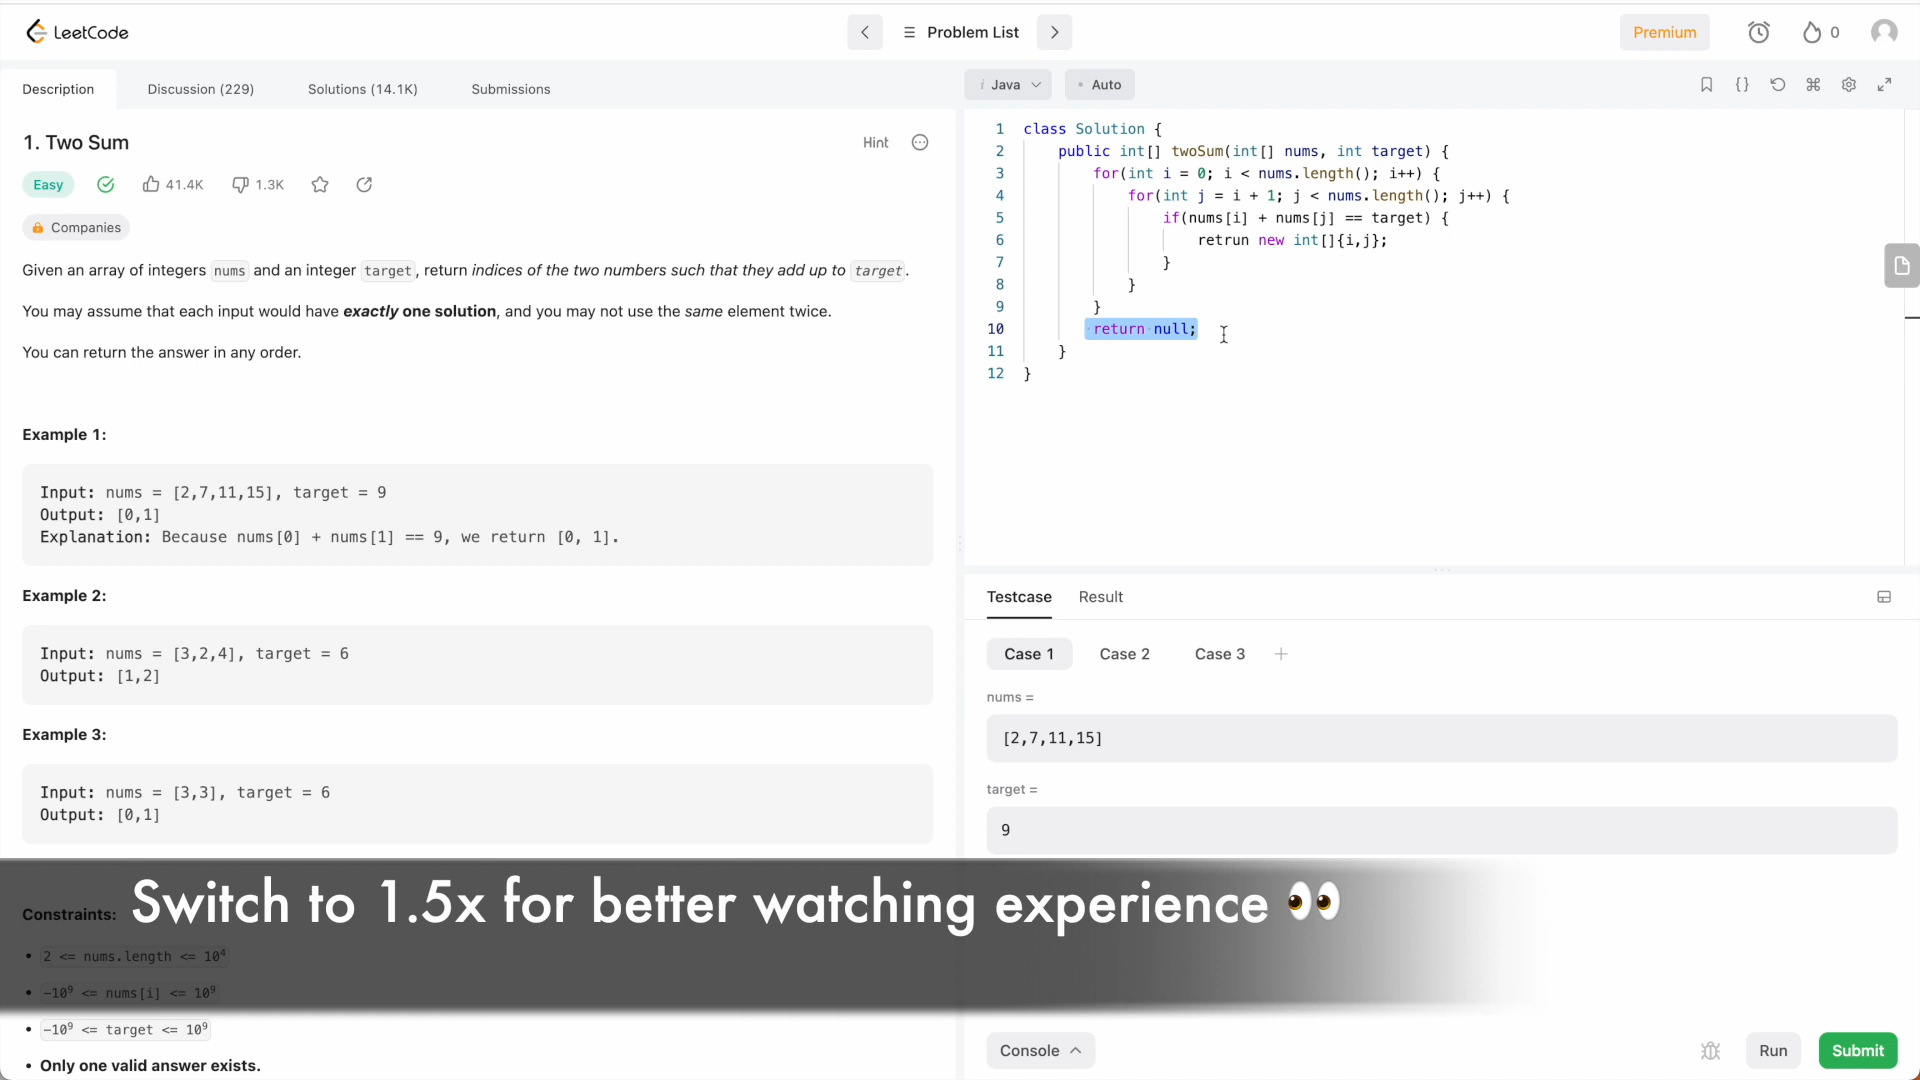 LeetCode
Problem List
Premium
0
Description
Discussion (229)
Solutions (14.1K)
Submissions
1. Two Sum
Hint
Easy
41.4K
1.3K
Companies
Given an array of integers nums and an integer target, return indices of the two numbers such that they add up to target.
You may assume that each input would have exactly one solution, and you may not use the same element twice.
You can return the answer in any order.
Example 1:
Input: nums = [2,7,11,15], target = 9
Output: [0,1]
Explanation: Because nums[0] + nums[1] == 9, we return [0, 1].
Example 2:
Input: nums = [3,2,4], target = 6
Output: [1,2]
Example 3:
Input: nums = [3,3], target = 6
Output: [0,1]
Constraints:
• 2 <= nums.length <= 10⁴
• -10⁹ <= nums[i] <= 10⁹
• -10⁹ <= target <= 10⁹
• Only one valid answer exists.
Switch to 1.5x for better watching experience 👀
i Java
• Auto
1 class Solution {
2 public int[] twoSum(int[] nums, int target) {
3 for(int i = 0; i < nums.length(); i++) {
4 for(int j = i + 1; j < nums.length(); j++) {
5 if(nums[i] + nums[j] == target) {
6 retrun new int[]{i,j};
7 }
8 }
9 }
10 return null;
11 }
12 }
Testcase
Result
Case 1
Case 2
Case 3
+
nums =
[2,7,11,15]
target =
9
Console
Run
Submit